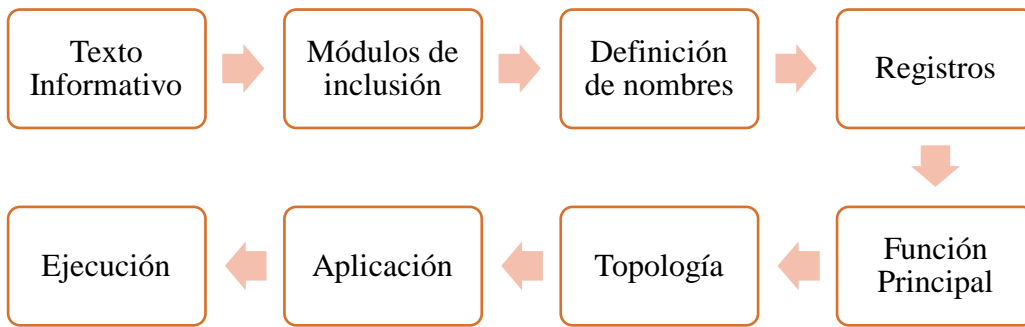 Texto
Informativo
Módulos de
inclusión
Definición
de nombres
Registros
Función
Principal
Topología
Aplicación
Ejecución